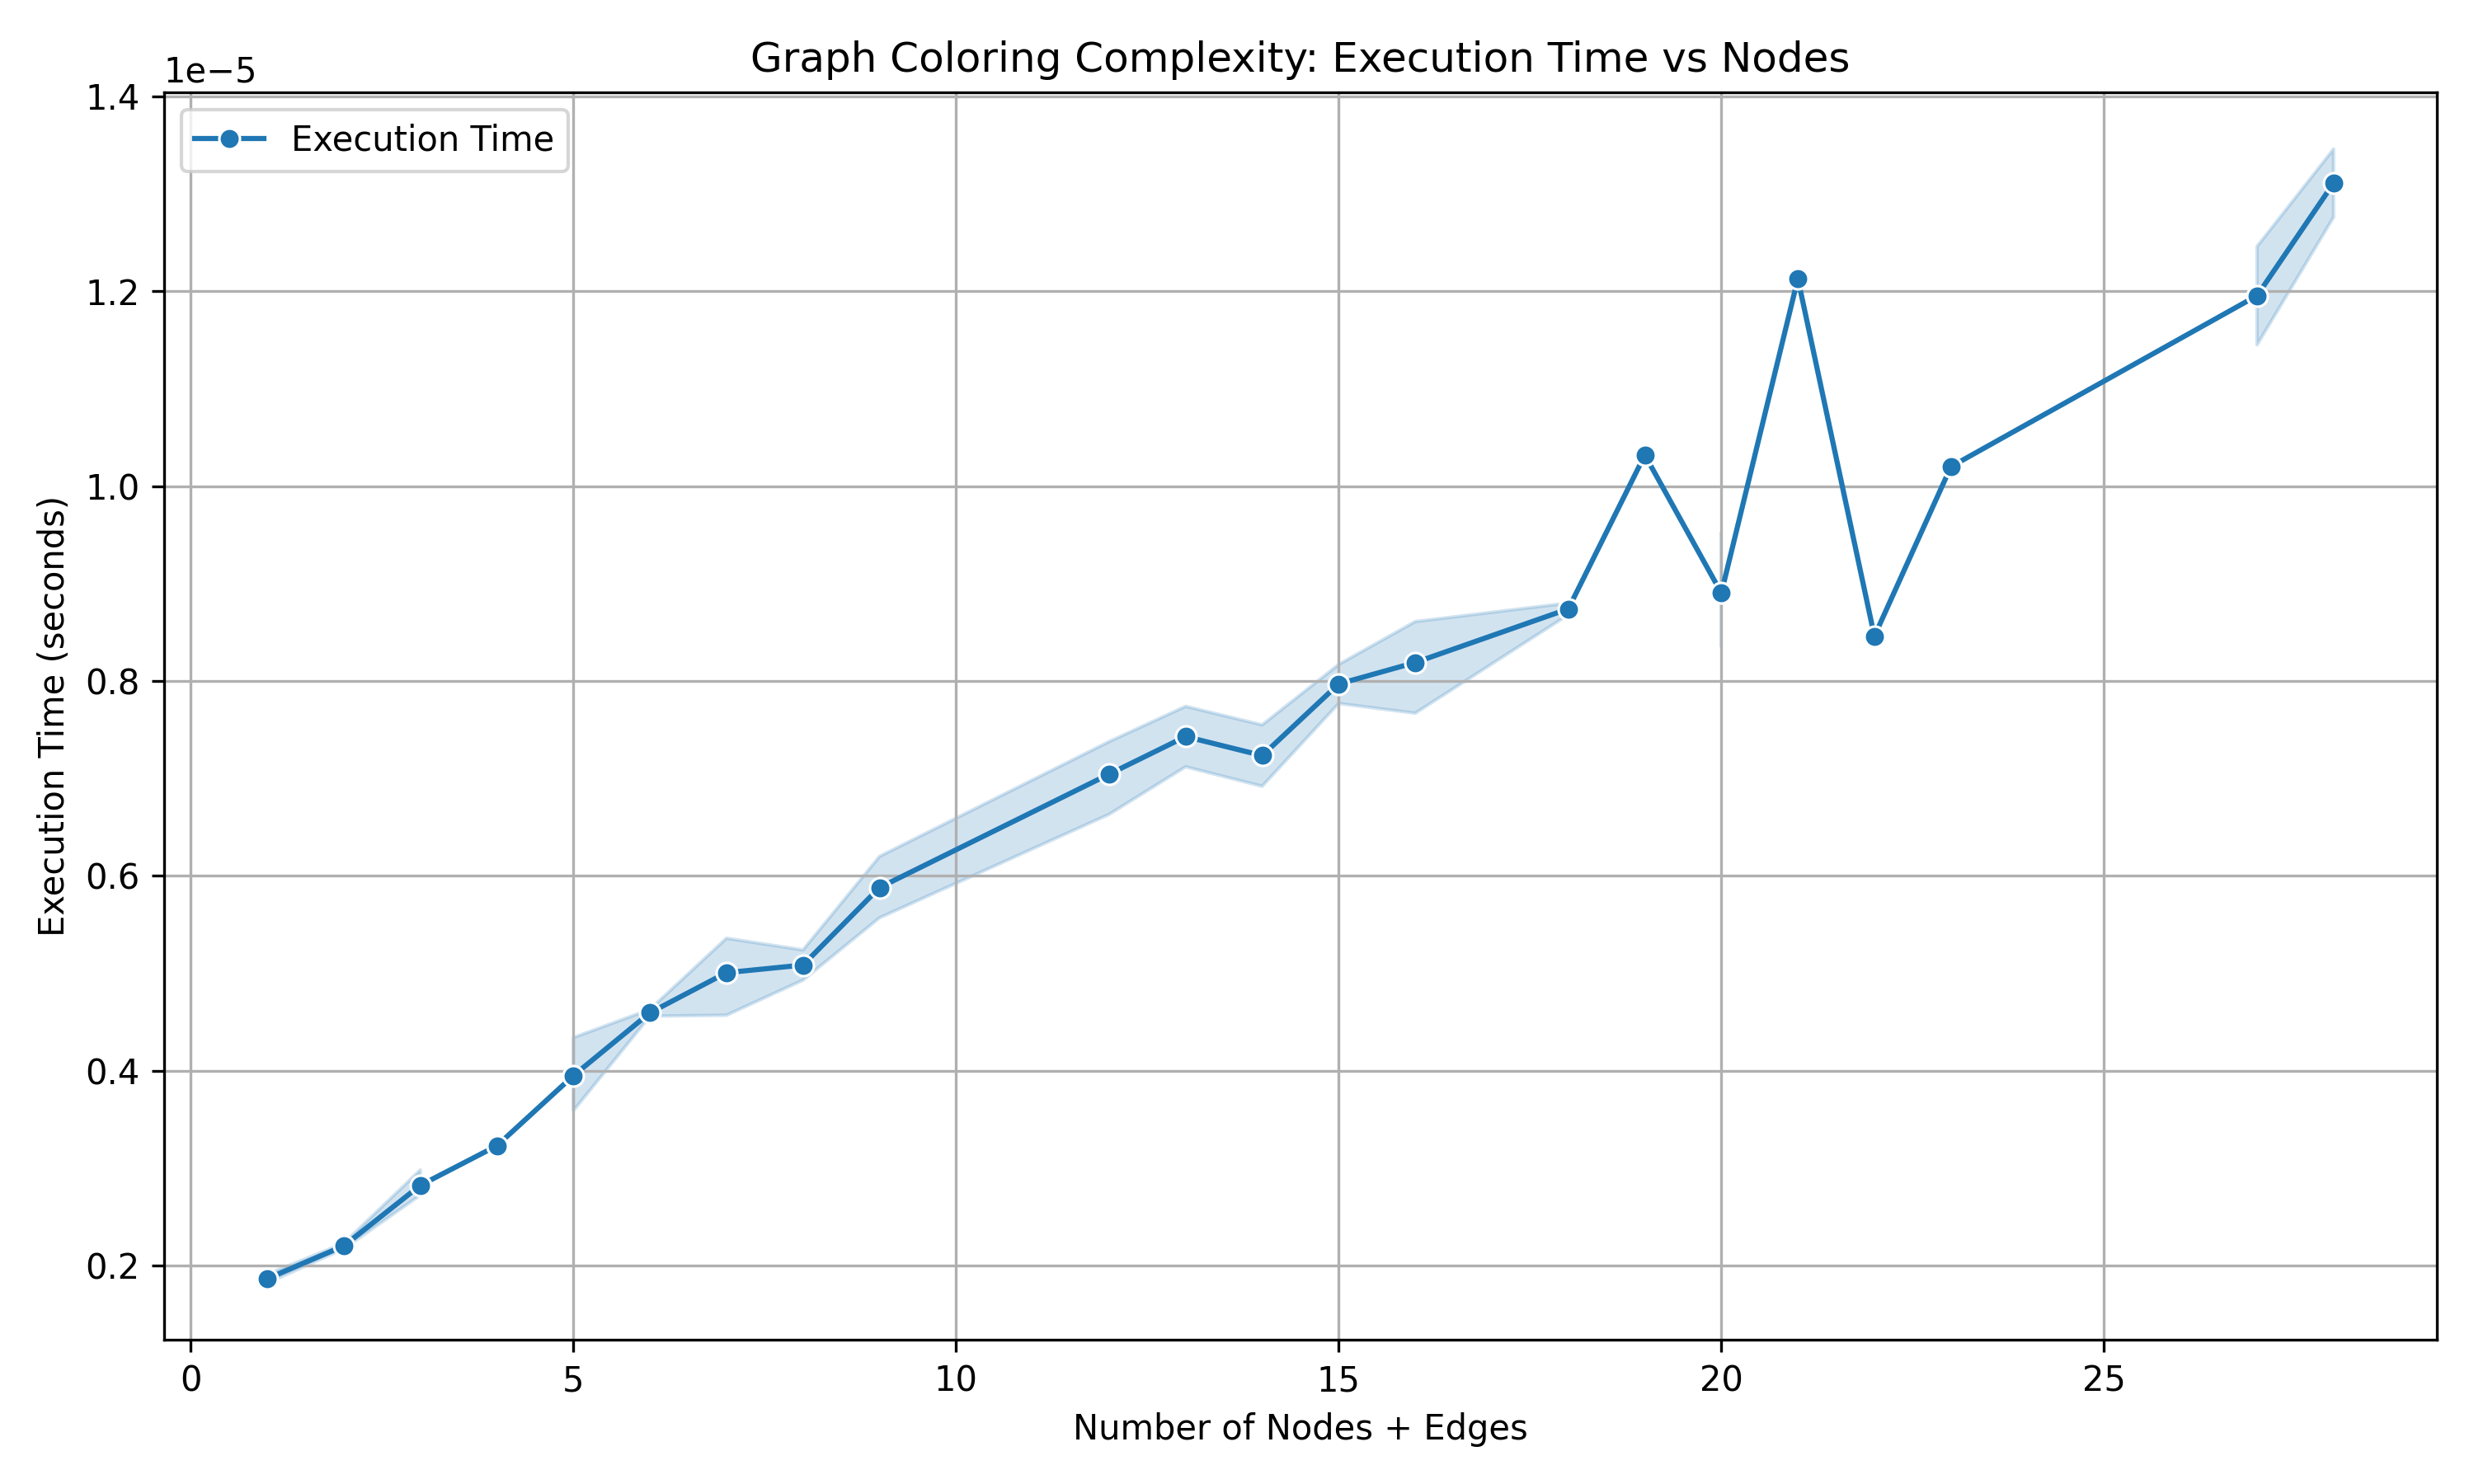 Graph Coloring Complexity: Execution Time vs Nodes
1e−5
1.4
Execution Time
1.2
1.0
0.8
0.6
0.4
0.2
Execution Time (seconds)
0 5 10 15 20 25
Number of Nodes + Edges